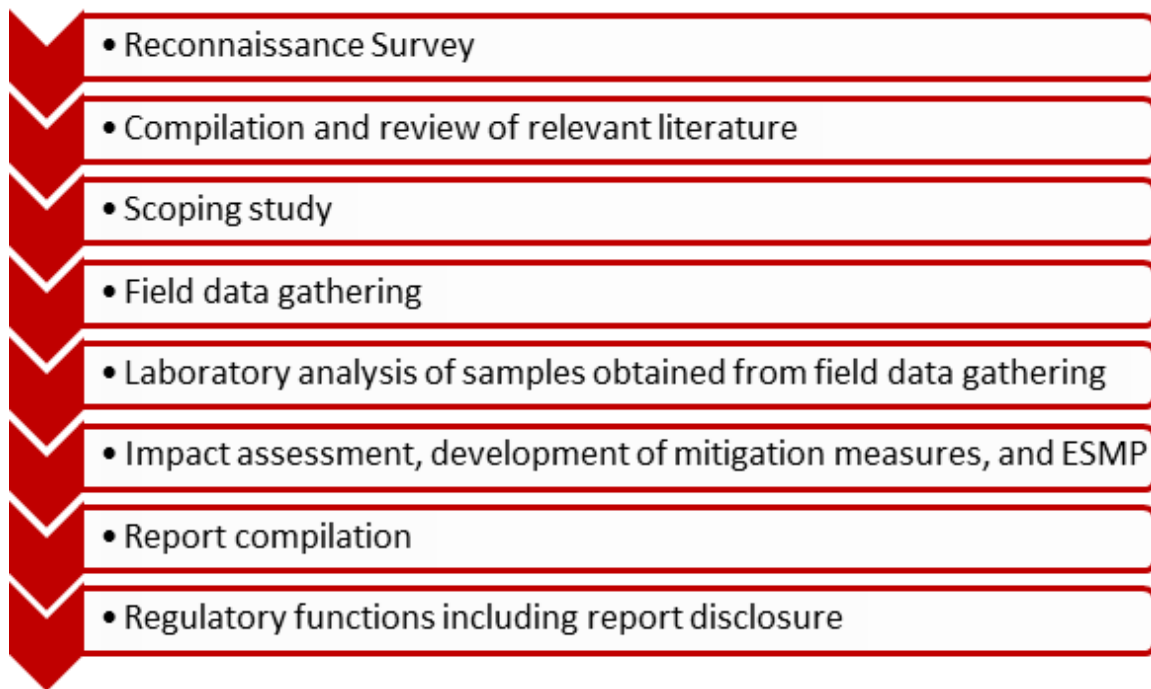 • Reconnaissance Survey
• Compilation and review of relevant literature
• Scoping study
• Field data gathering
• Laboratory analysis of samples obtained from field data gathering
• Impact assessment, development of mitigation measures, and ESMP
• Report compilation
• Regulatory functions including report disclosure